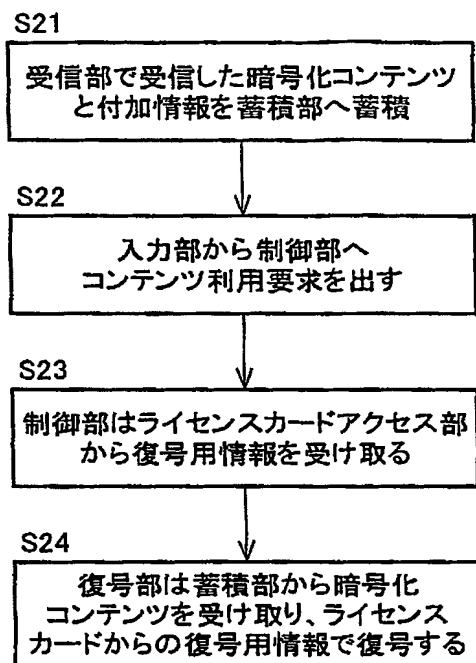 S21
受信部で受信した暗号化コンテンツ
と付加情報を蓄積部へ蓄積
S22
入力部から制御部へ
コンテンツ利用要求を出す
S23
制御部はライセンスカードアクセス部
から復号用情報を受け取る
S24
復号部は蓄積部から暗号化
コンテンツを受け取り、ライセンス
カードからの復号用情報で復号する